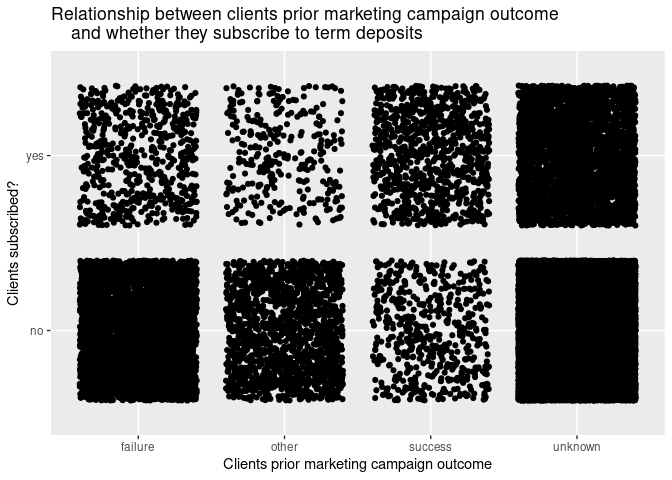 Relationship between clients prior marketing campaign outcome
and whether they subscribe to term deposits
yes
no
Clients subscribed?
failure other success unknown
Clients prior marketing campaign outcome